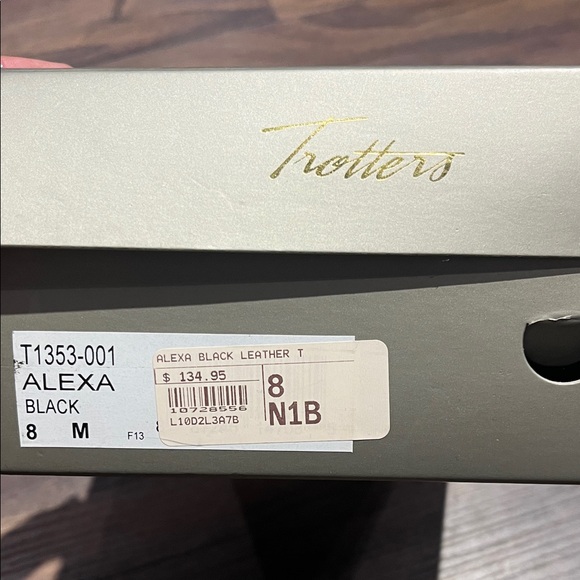 Trotters
T1353-001
ALEXA
BLACK
8 M F13
ALEXA BLACK LEATHER T
$ 134.95
10728556
L10D2L3A7B
8
N1B